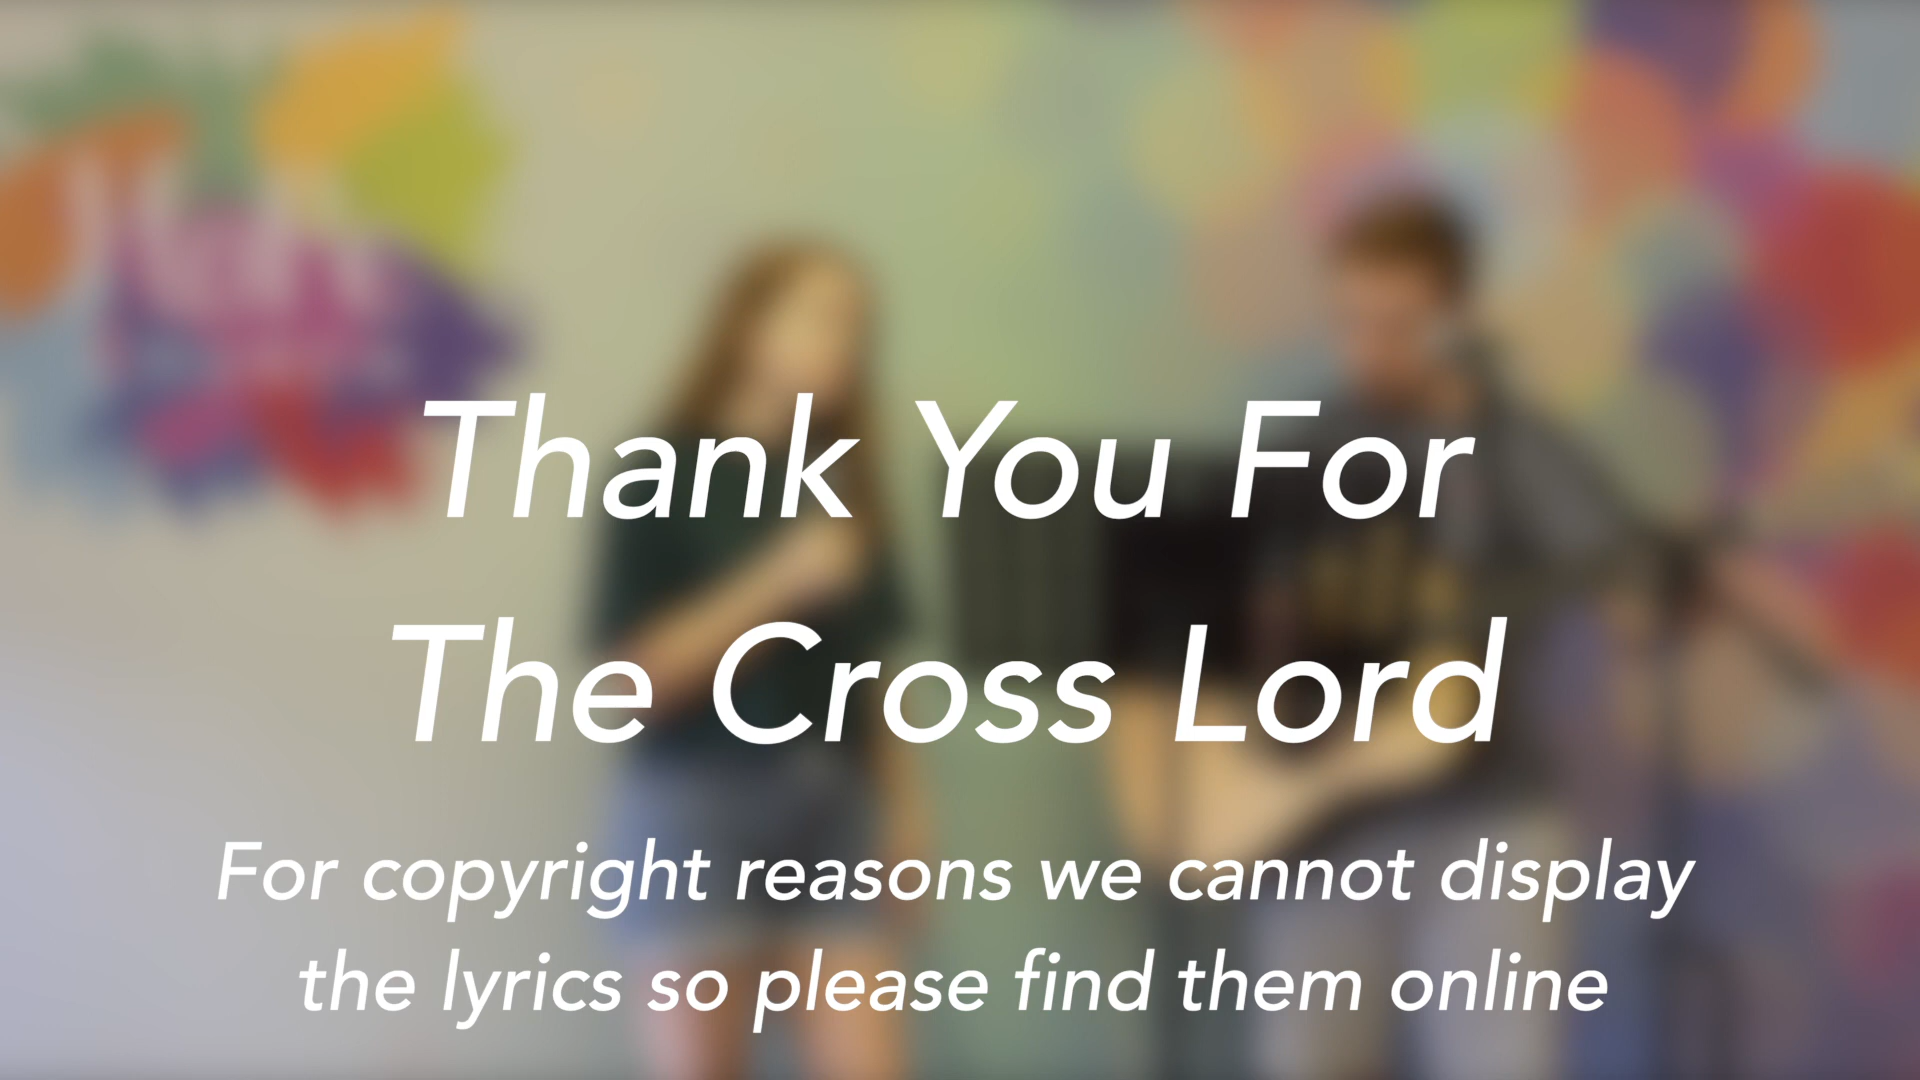 Thank You For
The Cross Lord
For copyright reasons we cannot display
the lyrics so please find them online